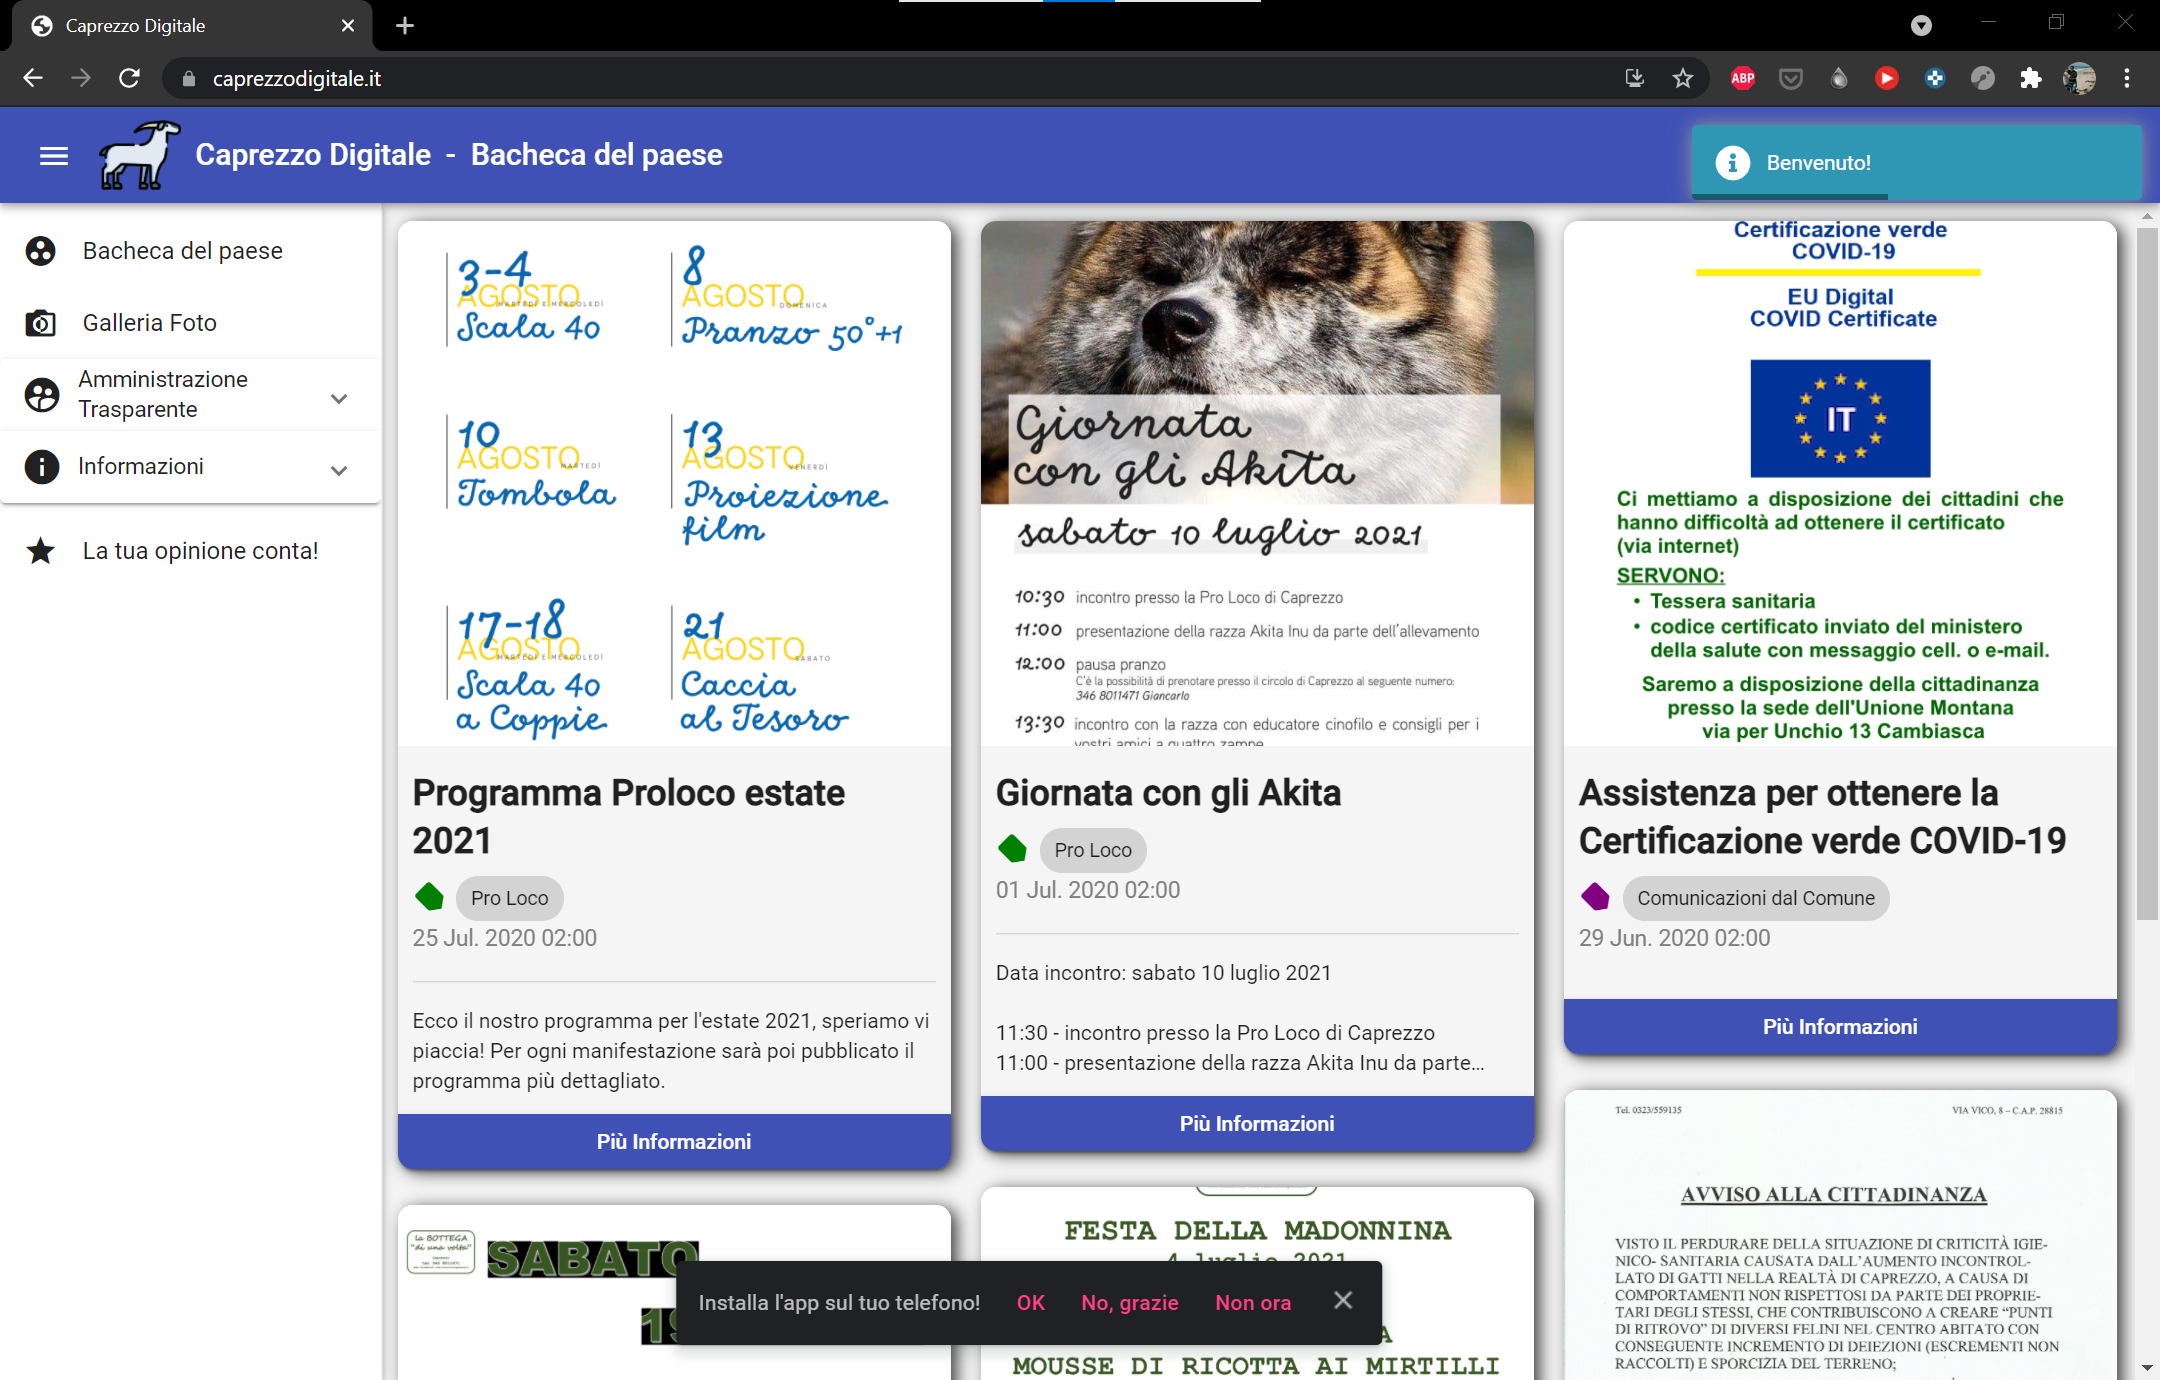 Caprezzo Digitale
caprezzodigitale.it
ABP
Caprezzo Digitale - Bacheca del paese
Benvenuto!
Bacheca del paese
Galleria Foto
Amministrazione
Trasparente
Informazioni
La tua opinione conta!
3-4
AGOSTO
MARTEDÌ E MERCOLEDÌ
Scala 40
8
AGOSTO
DOMENICA
Pranzo 50°+1
10
AGOSTO
MARTEDÌ
Tombola
13
AGOSTO
VENERDÌ
Proiezione
film
17-18
AGOSTO
MARTEDÌ E MERCOLEDÌ
Scala 40
a Coppie
21
AGOSTO
SABATO
Caccia
al Tesoro
Programma Proloco estate
2021
Pro Loco
25 Jul. 2020 02:00
Ecco il nostro programma per l'estate 2021, speriamo vi
piaccia! Per ogni manifestazione sarà poi pubblicato il
programma più dettagliato.
Più Informazioni
Giornata
con gli Akita
sabato 10 luglio 2021
10:30 incontro presso la Pro Loco di Caprezzo
11:00 presentazione della razza Akita Inu da parte dell'allevamento
12:00 pausa pranzo
C'è la possibilità di prenotare presso il circolo di Caprezzo al seguente numero:
346 8011471 Giancarlo
13:30 incontro con la razza con educatore cinofilo e consigli per i
vostri amici a quattro zampe
Giornata con gli Akita
Pro Loco
01 Jul. 2020 02:00
Data incontro: sabato 10 luglio 2021
11:30 - incontro presso la Pro Loco di Caprezzo
11:00 - presentazione della razza Akita Inu da parte...
Più Informazioni
Certificazione verde
COVID-19
EU Digital
COVID Certificate
IT
Ci mettiamo a disposizione dei cittadini che
hanno difficoltà ad ottenere il certificato
(via internet)
SERVONO:
• Tessera sanitaria
• codice certificato inviato del ministero
della salute con messaggio cell. o e-mail.
Saremo a disposizione della cittadinanza
presso la sede dell'Unione Montana
via per Unchio 13 Cambiasca
Assistenza per ottenere la
Certificazione verde COVID-19
Comunicazioni dal Comune
29 Jun. 2020 02:00
Più Informazioni
la BOTTEGA
"di una volta"
SABATO
19
FESTA DELLA MADONNINA
4 luglio 2021
A
MOUSSE DI RICOTTA AI MIRTILLI
Tel. 0323/559135
VIA VICO, 8 – C.A.P. 28815
AVVISO ALLA CITTADINANZA
VISTO IL PERDURARE DELLA SITUAZIONE DI CRITICITÀ IGIE-
NICO- SANITARIA CAUSATA DALL'AUMENTO INCONTROL-
LATO DI GATTI NELLA REALTÀ DI CAPREZZO, A CAUSA DI
COMPORTAMENTI NON RISPETTOSI DA PARTE DEI PROPRIE-
TARI DEGLI STESSI, CHE CONTRIBUISCONO A CREARE "PUNTI
DI RITROVO" DI DIVERSI FELINI NEL CENTRO ABITATO CON
CONSEGUENTE INCREMENTO DI DEIEZIONI (ESCREMENTI NON
RACCOLTI) E SPORCIZIA DEL TERRENO;
Installa l'app sul tuo telefono! OK No, grazie Non ora